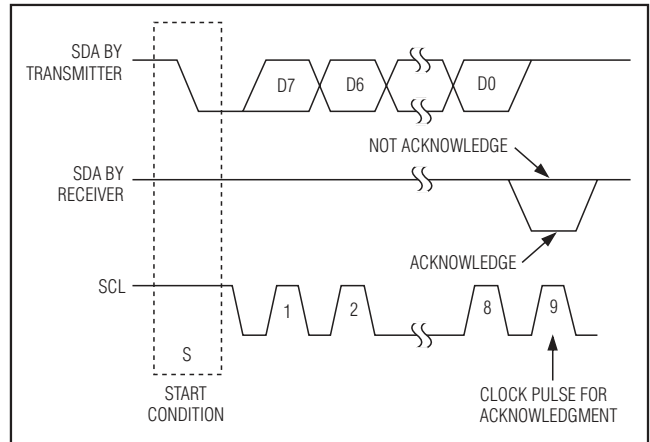 SDA BY
TRANSMITTER
D7
D6
D0
NOT ACKNOWLEDGE
SDA BY
RECEIVER
ACKNOWLEDGE
SCL
1
2
8
9
S
START
CONDITION
CLOCK PULSE FOR
ACKNOWLEDGMENT